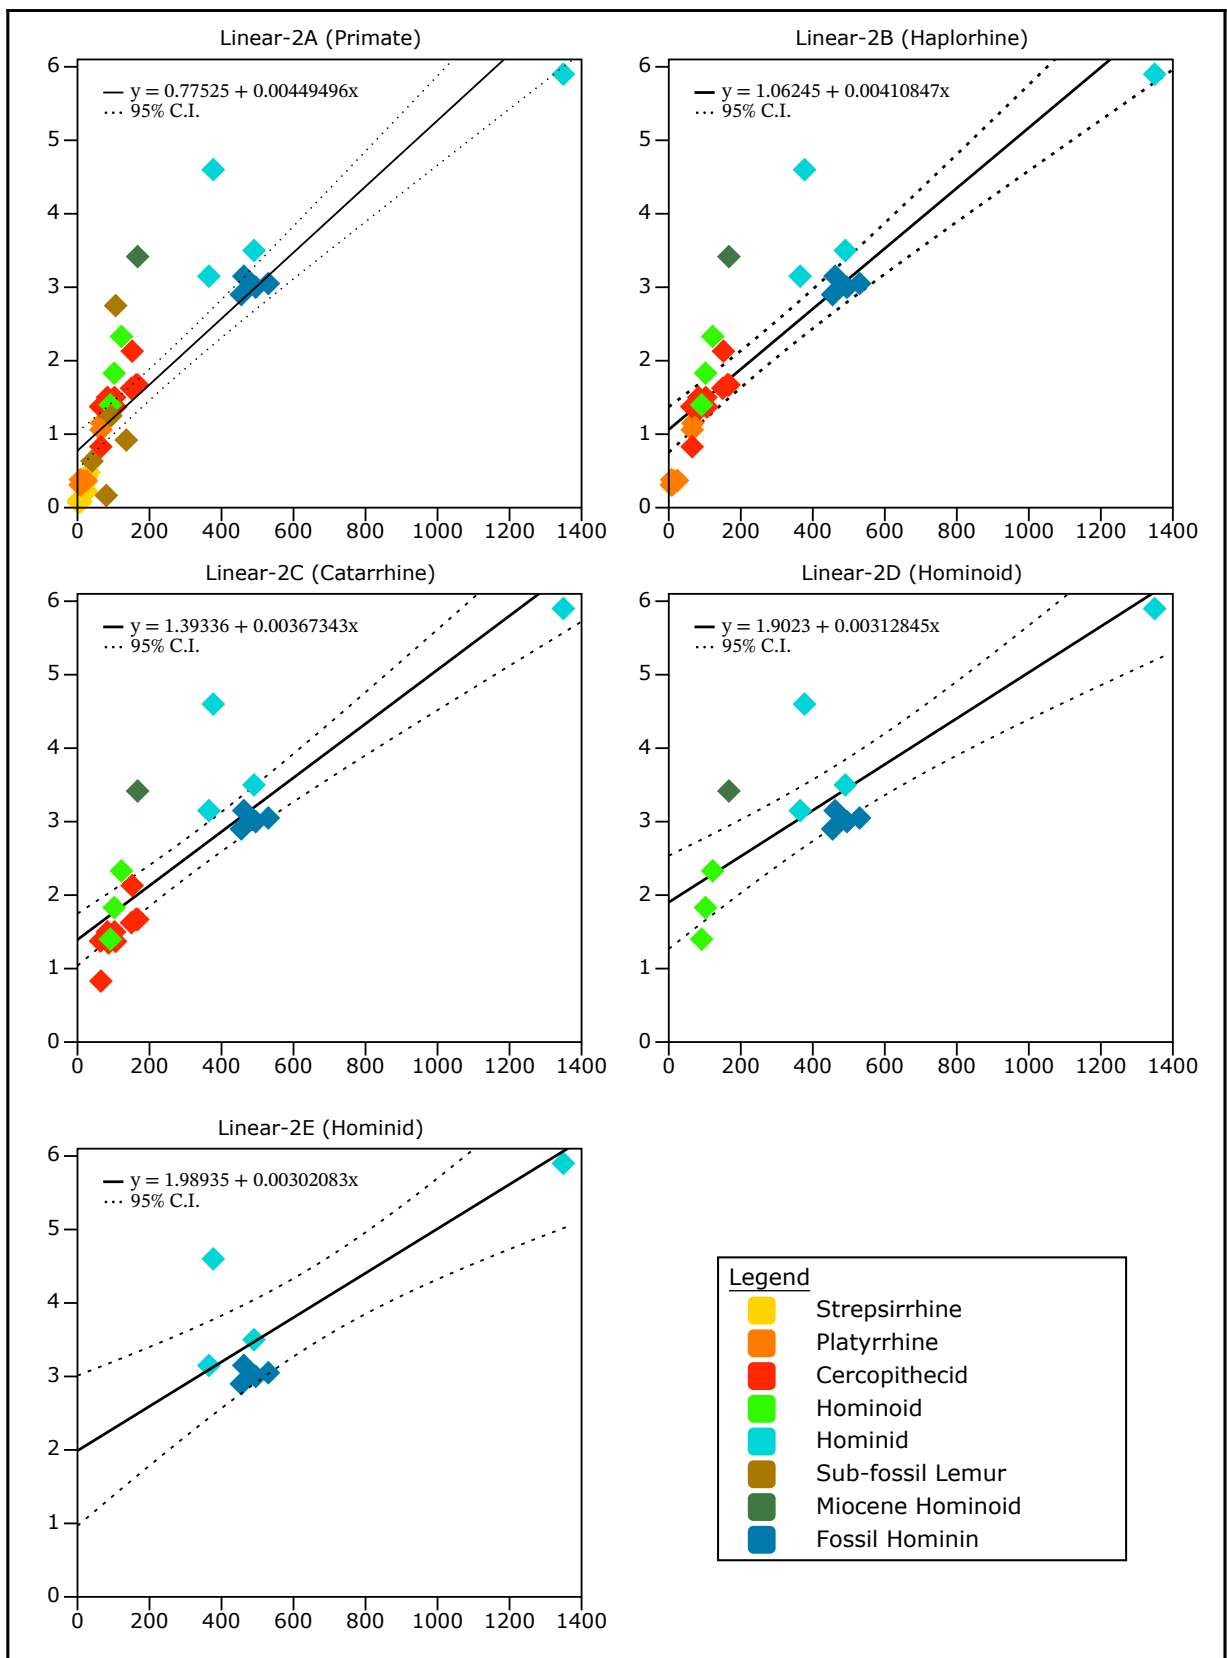 Linear-2A (Primate)
y = 0.77525 + 0.00449496x
95% C.I.
6
5
4
3
2
1
0
0 200 400 600 800 1000 1200 1400
Linear-2B (Haplorhine)
y = 1.06245 + 0.00410847x
95% C.I.
6
5
4
3
2
1
0
0 200 400 600 800 1000 1200 1400
Linear-2C (Catarrhine)
y = 1.39336 + 0.00367343x
95% C.I.
6
5
4
3
2
1
0
0 200 400 600 800 1000 1200 1400
Linear-2D (Hominoid)
y = 1.9023 + 0.00312845x
95% C.I.
6
5
4
3
2
1
0
0 200 400 600 800 1000 1200 1400
Linear-2E (Hominid)
y = 1.98935 + 0.00302083x
95% C.I.
6
5
4
3
2
1
0
0 200 400 600 800 1000 1200 1400
Legend
Strepsirrhine
Platyrrhine
Cercopithecid
Hominoid
Hominid
Sub-fossil Lemur
Miocene Hominoid
Fossil Hominin